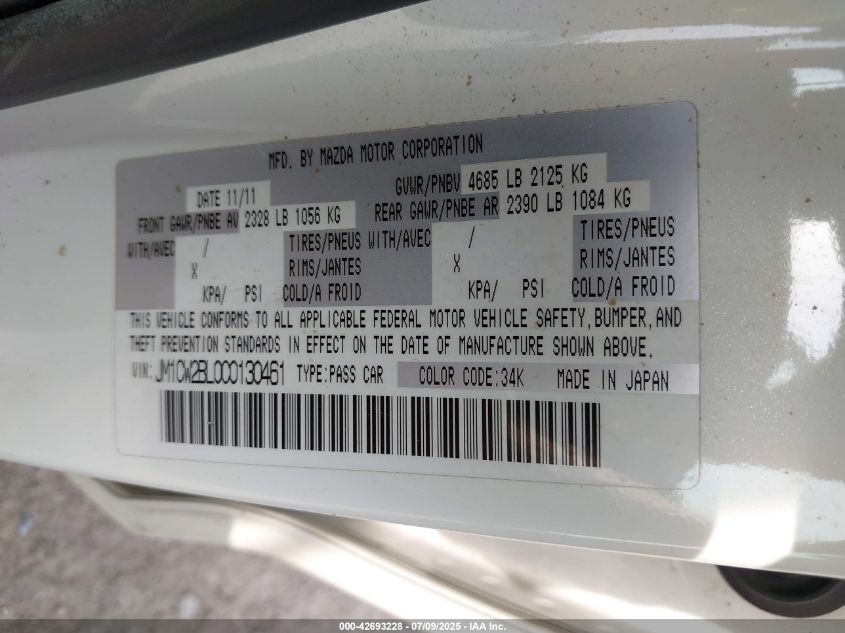 MFD. BY MAZDA MOTOR CORPORATION
DATE 11/11 GVWR/PNBV 4685 LB 2125 KG
FRONT GAWR/PNBE AV 2328 LB 1056 KG REAR GAWR/PNBE AR 2390 LB 1084 KG
WITH/AVEC / TIRES/PNEUS WITH/AVEC / TIRES/PNEUS
X RIMS/JANTES X RIMS/JANTES
KPA/ PSI COLD/A FROID KPA/ PSI COLD/A FROID
THIS VEHICLE CONFORMS TO ALL APPLICABLE FEDERAL MOTOR VEHICLE SAFETY, BUMPER, AND
THEFT PREVENTION STANDARDS IN EFFECT ON THE DATE OF MANUFACTURE SHOWN ABOVE.
VIN: JM1CW2BL0C0130461 TYPE:PASS CAR COLOR CODE:34K MADE IN JAPAN
000-42693228 - 07/09/2025 - IAA Inc.